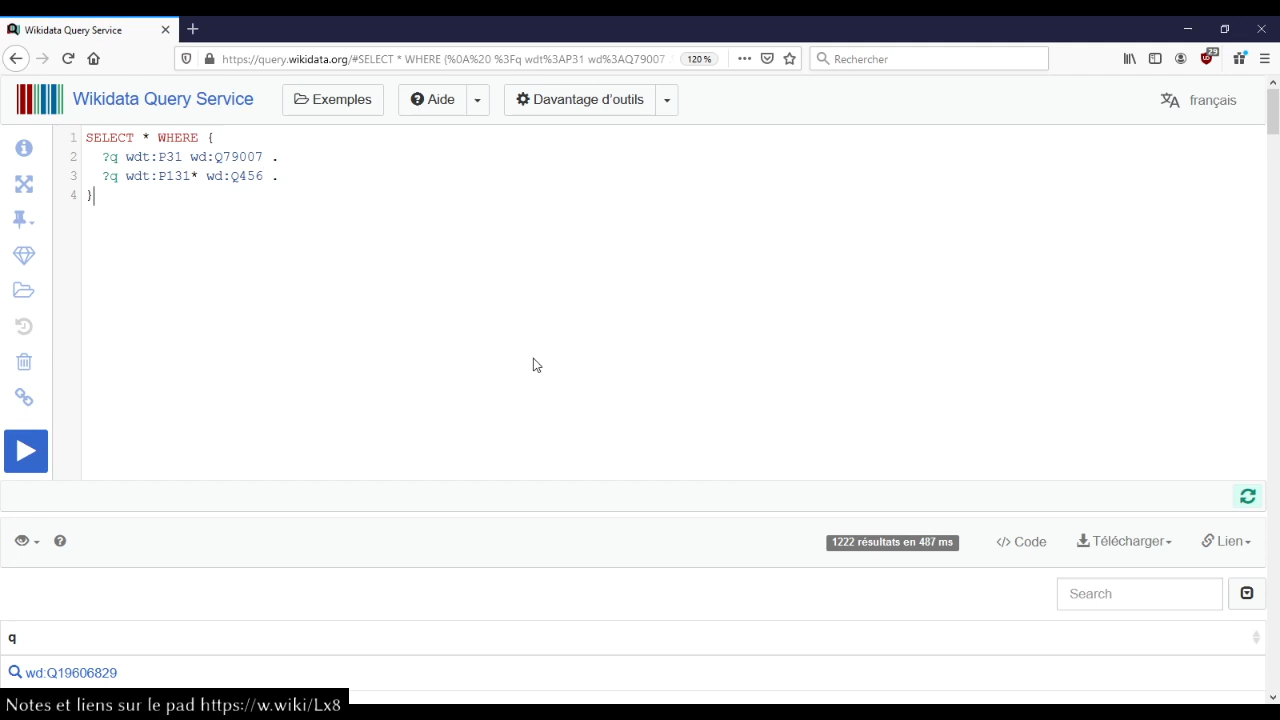 Wikidata Query Service
https://query.wikidata.org/#SELECT * WHERE {%0A%20 %3Fq wdt%3AP31 wd%3AQ79007
120 %
Rechercher
29
Wikidata Query Service
Exemples
Aide
Davantage d'outils
français
1 SELECT * WHERE {
2 ?q wdt:P31 wd:Q79007 .
3 ?q wdt:P131* wd:Q456 .
4 }
1222 résultats en 487 ms
</> Code
Télécharger
Lien
Search
q
wd:Q19606829
Notes et liens sur le pad https://w.wiki/Lx8